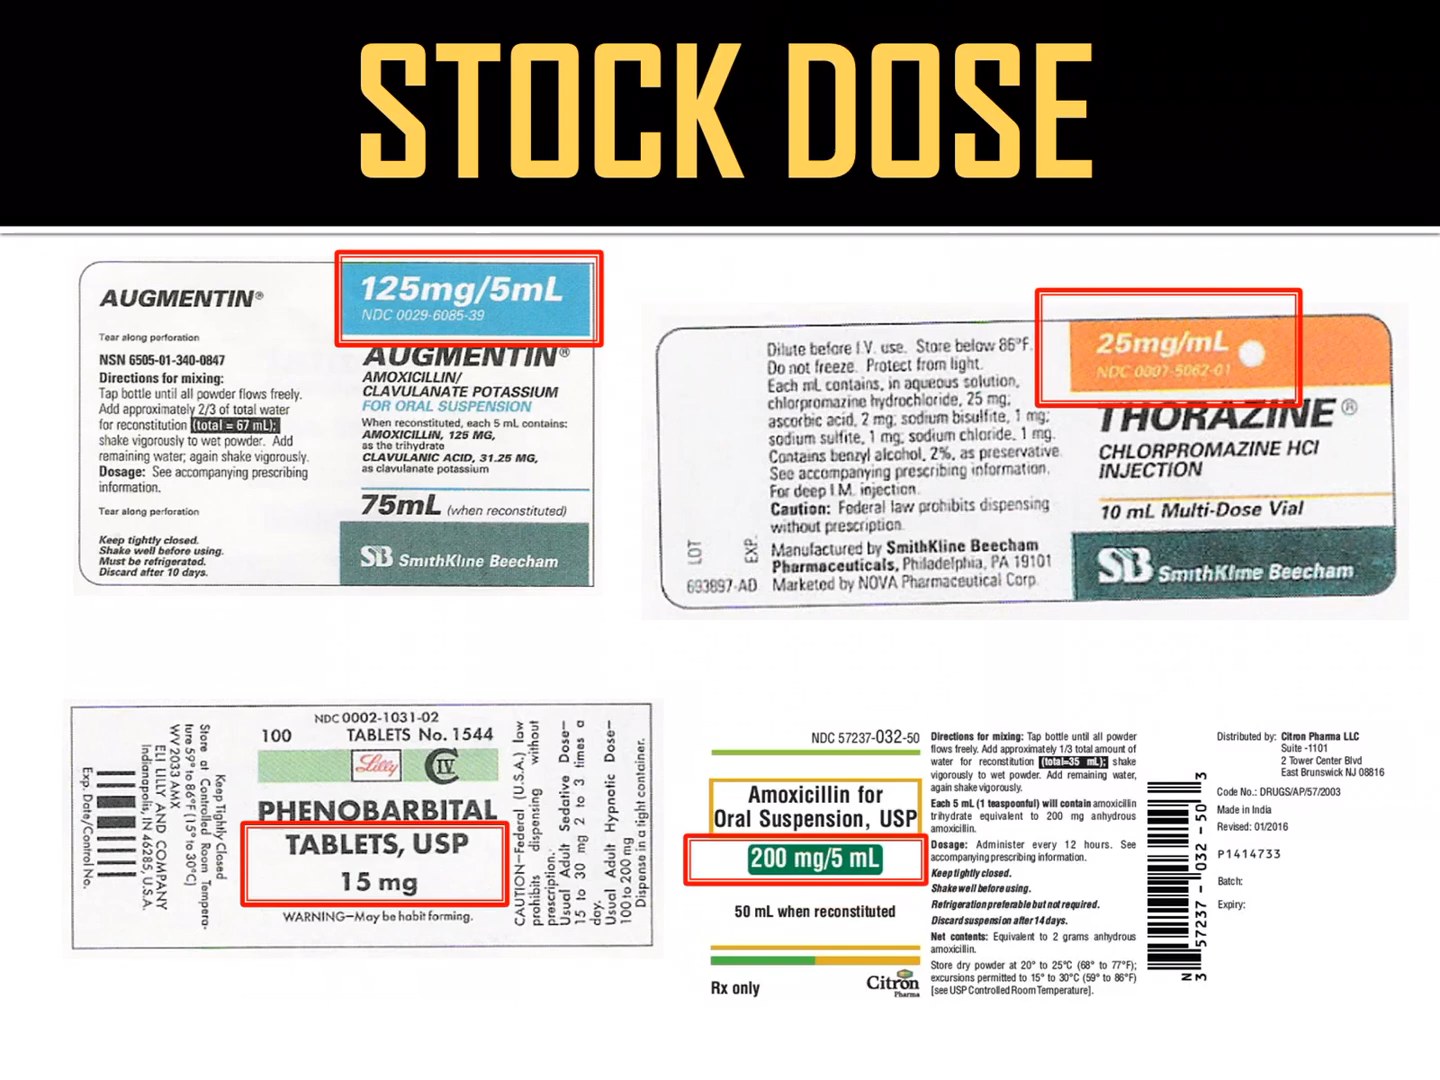 STOCK DOSE
AUGMENTIN®
Tear along perforation
NSN 6505-01-340-0847
Directions for mixing:
Tap bottle until all powder flows freely.
Add approximately 2/3 of total water
for reconstitution (total = 67 mL);
shake vigorously to wet powder. Add
remaining water; again shake vigorously.
Dosage: See accompanying prescribing
information.
Tear along perforation
Keep tightly closed.
Shake well before using.
Must be refrigerated.
Discard after 10 days.
125mg/5mL
NDC 0029-6085-39
AUGMENTIN®
AMOXICILLIN/
CLAVULANATE POTASSIUM
FOR ORAL SUSPENSION
When reconstituted, each 5 mL contains:
AMOXICILLIN, 125 MG,
as the trihydrate
CLAVULANIC ACID, 31.25 MG,
as clavulanate potassium
75mL (when reconstituted)
SB SmithKline Beecham
LOT
EXP.
693897-AD
Dilute before I.V. use. Store below 86°F.
Do not freeze. Protect from light.
Each mL contains, in aqueous solution,
chlorpromazine hydrochloride, 25 mg;
ascorbic acid, 2 mg; sodium bisulfite, 1 mg;
sodium sulfite, 1 mg; sodium chloride, 1 mg.
Contains benzyl alcohol, 2%, as preservative.
See accompanying prescribing information.
For deep I.M. injection.
Caution: Federal law prohibits dispensing
without prescription.
Manufactured by SmithKline Beecham
Pharmaceuticals, Philadelphia, PA 19101
Marketed by NOVA Pharmaceutical Corp.
25mg/mL
NDC 0007-5062-01
THORAZINE®
CHLORPROMAZINE HCl
INJECTION
10 mL Multi-Dose Vial
SB SmithKline Beecham
Exp. Date/Control No.
Keep Tightly Closed
Store at Controlled Room Tempera-
ture 59° to 86°F (15° to 30°C)
WV 2033 AMX
ELI LILLY AND COMPANY
Indianapolis, IN 46285, U.S.A.
NDC 0002-1031-02
100 TABLETS No. 1544
Lilly
CIV
PHENOBARBITAL
TABLETS, USP
15 mg
WARNING—May be habit forming.
CAUTION—Federal (U.S.A.) law
prohibits dispensing without
prescription.
Usual Adult Sedative Dose—
15 to 30 mg 2 to 3 times a
day.
Usual Adult Hypnotic Dose—
100 to 200 mg
Dispense in a tight container.
NDC 57237-032-50
Amoxicillin for
Oral Suspension, USP
200 mg/5 mL
50 mL when reconstituted
Rx only
Citron
Pharma
Directions for mixing: Tap bottle until all powder
flows freely. Add approximately 1/3 total amount of
water for reconstitution (total=35 mL); shake
vigorously to wet powder. Add remaining water,
again shake vigorously.
Each 5 mL (1 teaspoonful) will contain amoxicillin
trihydrate equivalent to 200 mg anhydrous
amoxicillin.
Dosage: Administer every 12 hours. See
accompanying prescribing information.
Keep tightly closed.
Shake well before using.
Refrigeration preferable but not required.
Discard suspension after 14 days.
Net contents: Equivalent to 2 grams anhydrous
amoxicillin.
Store dry powder at 20° to 25°C (68° to 77°F);
excursions permitted to 15° to 30°C (59° to 86°F)
[see USP Controlled Room Temperature].
N
3 57237-032-50 3
Distributed by: Citron Pharma LLC
Suite -1101
2 Tower Center Blvd
East Brunswick NJ 08816
Code No.: DRUGS/AP/57/2003
Made in India
Revised: 01/2016
P1414733
Batch:
Expiry: